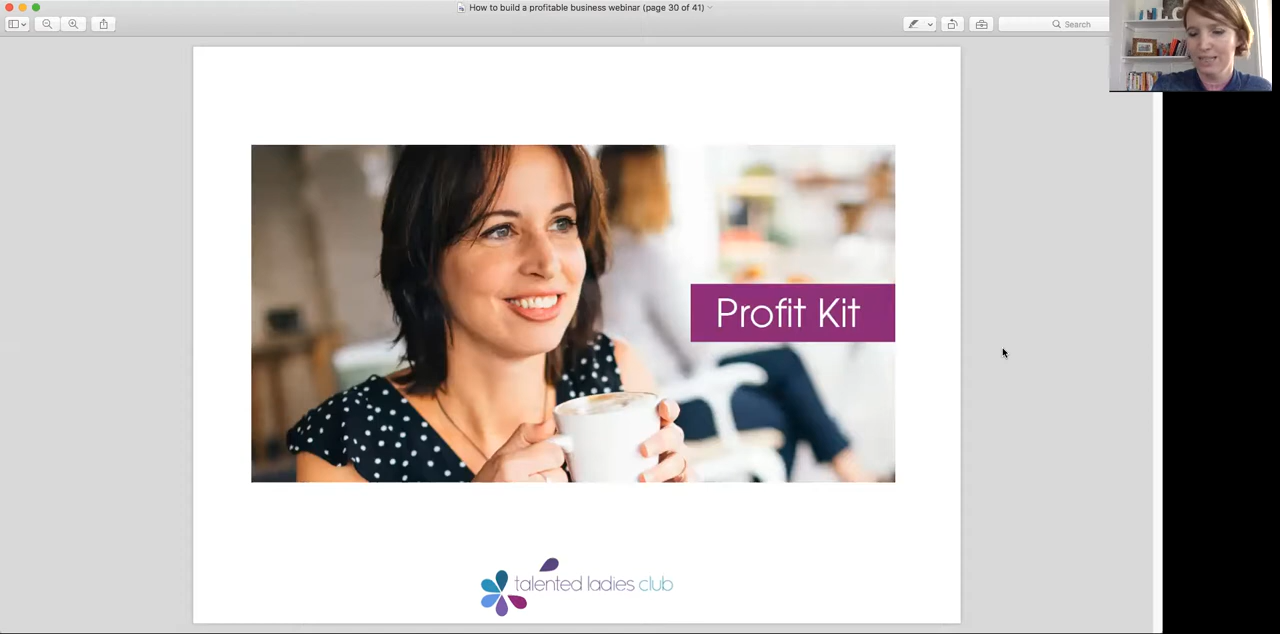 How to build a profitable business webinar (page 30 of 41)
Search
Profit Kit
talented ladies club